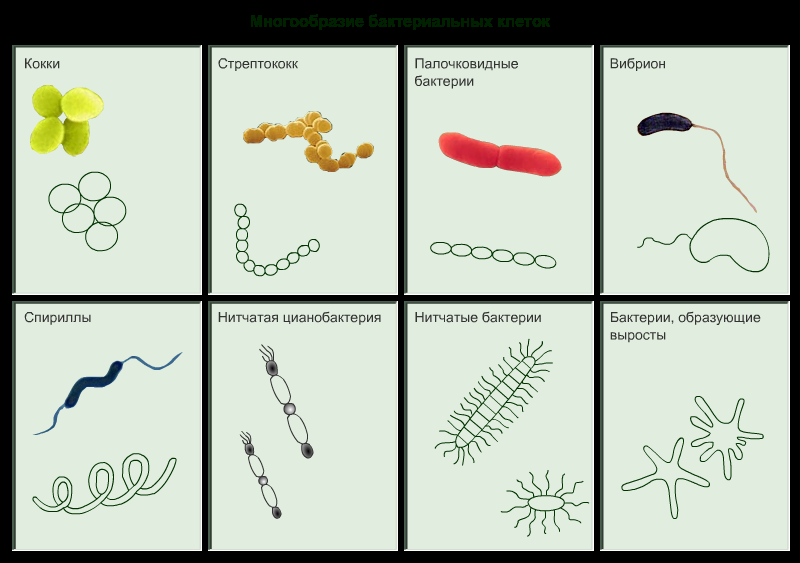 Многообразие бактериальных клеток
Кокки
Стрептококк
Палочковидные
бактерии
Вибрион
Спириллы
Нитчатая цианобактерия
Нитчатые бактерии
Бактерии, образующие
выросты